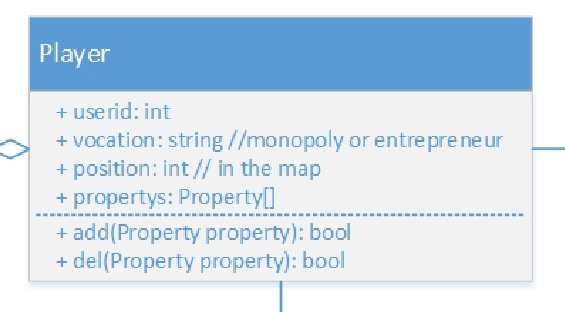 Player
+ userid: int
+ vocation: string //monopoly or entrepreneur
+ position: int // in the map
+ propertys: Property[]
+ add(Property property): bool
+ del(Property property): bool